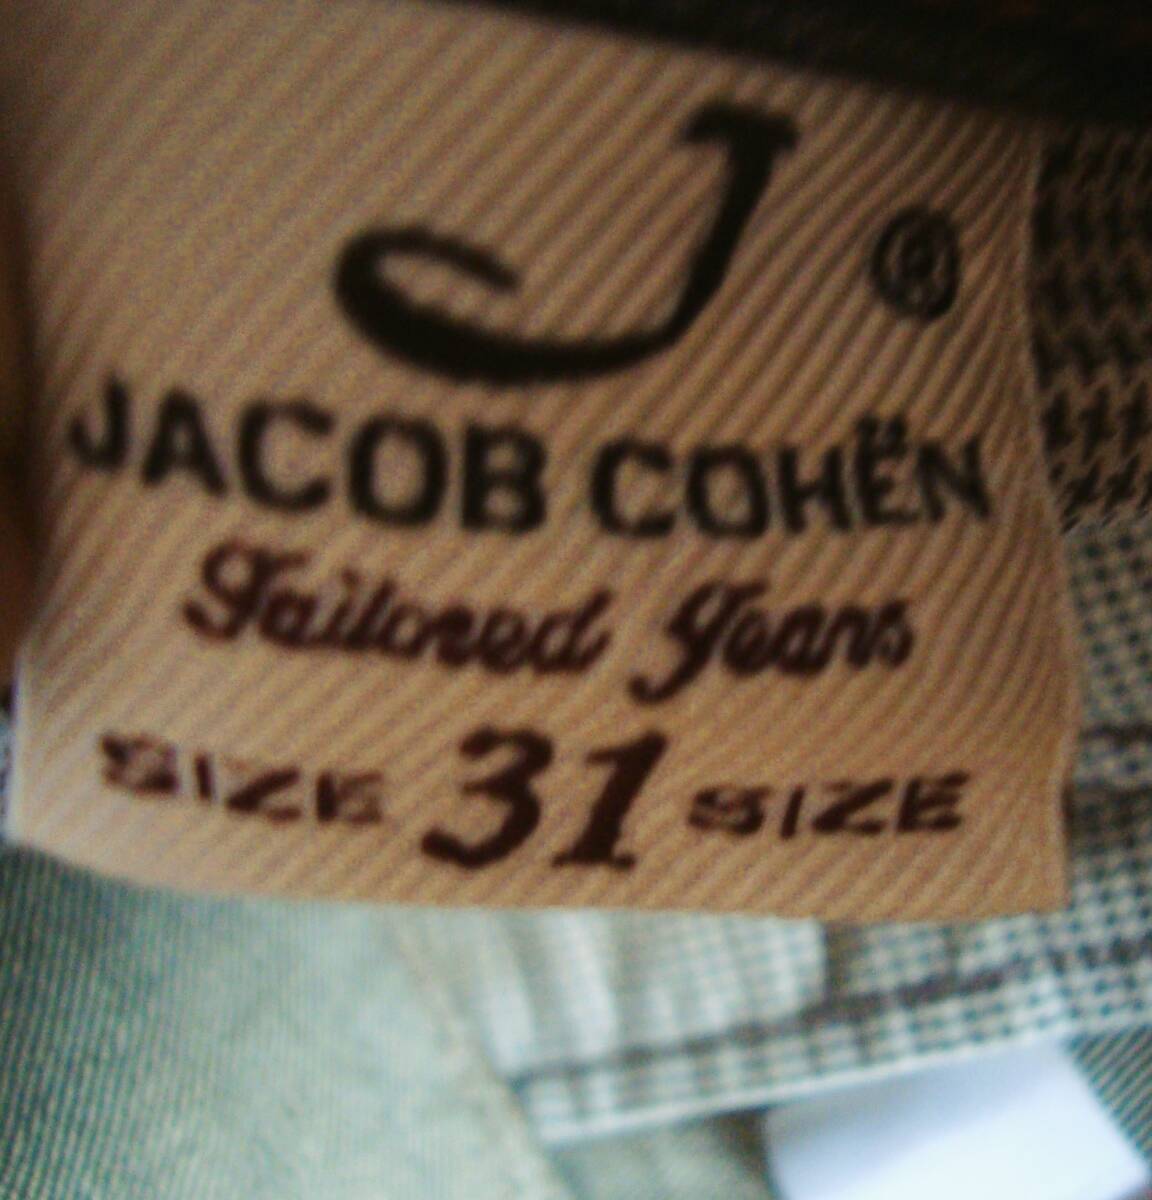 J ®
JACOB COHËN
Tailored Jeans
SIZE 31 SIZE